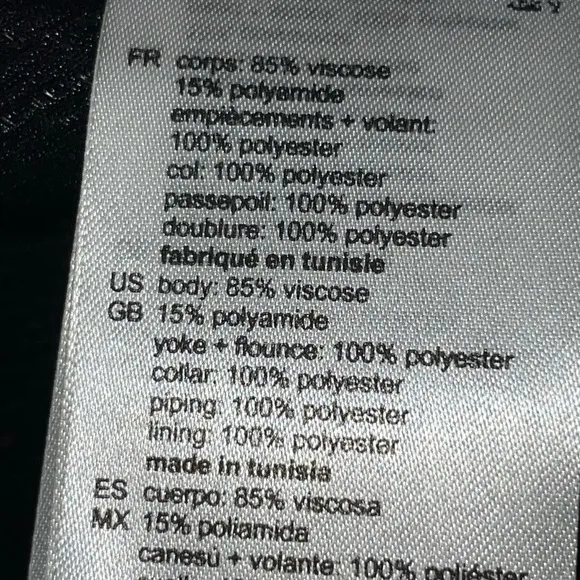 FR corps: 85% viscose
15% polyamide
empiècements + volant:
100% polyester
col: 100% polyester
passepoil: 100% polyester
doublure: 100% polyester
fabriqué en tunisie
US body: 85% viscose
GB 15% polyamide
yoke + flounce: 100% polyester
collar: 100% polyester
piping: 100% polyester
lining: 100% polyester
made in tunisia
ES cuerpo: 85% viscosa
MX 15% poliamida
canesú + volante: 100% poliéster